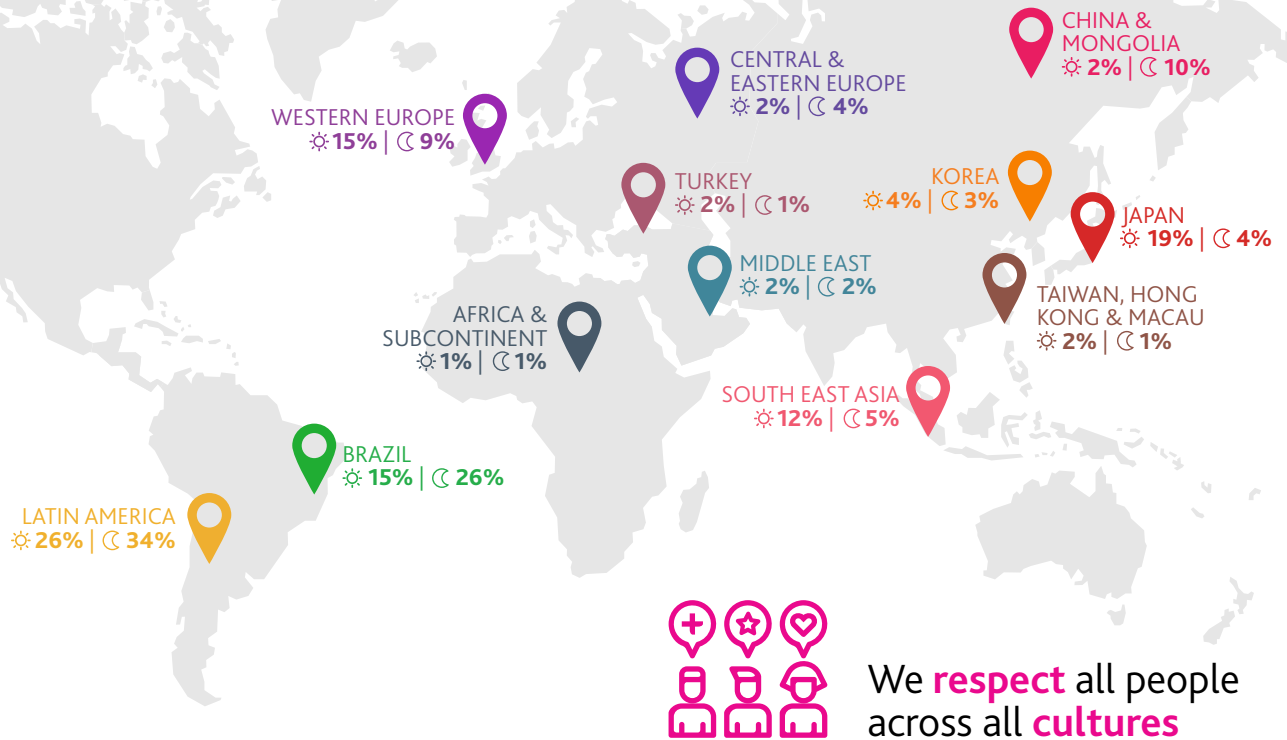 CHINA &
MONGOLIA
2% | 10%
CENTRAL &
EASTERN EUROPE
2% | 4%
WESTERN EUROPE
15% | 9%
TURKEY
2% | 1%
KOREA
4% | 3%
JAPAN
19% | 4%
MIDDLE EAST
2% | 2%
TAIWAN, HONG
KONG & MACAU
2% | 1%
AFRICA &
SUBCONTINENT
1% | 1%
SOUTH EAST ASIA
12% | 5%
BRAZIL
15% | 26%
LATIN AMERICA
26% | 34%
We respect all people
across all cultures